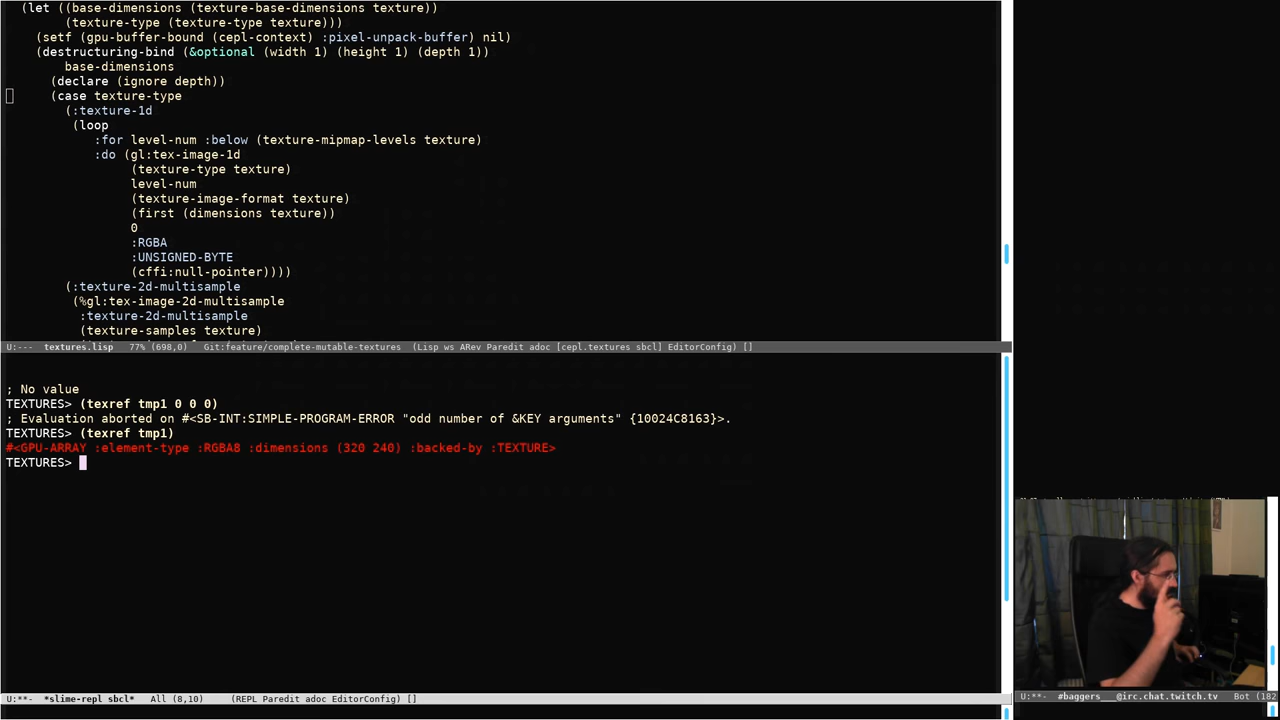 (let ((base-dimensions (texture-base-dimensions texture))
(texture-type (texture-type texture)))
(setf (gpu-buffer-bound (cepl-context) :pixel-unpack-buffer) nil)
(destructuring-bind (&optional (width 1) (height 1) (depth 1))
base-dimensions
(declare (ignore depth))
(case texture-type
(:texture-1d
(loop
:for level-num :below (texture-mipmap-levels texture)
:do (gl:tex-image-1d
(texture-type texture)
level-num
(texture-image-format texture)
(first (dimensions texture))
0
:RGBA
:UNSIGNED-BYTE
(cffi:null-pointer))))
(:texture-2d-multisample
(%gl:tex-image-2d-multisample
:texture-2d-multisample
(texture-samples texture)
U:--- textures.lisp 77% (698,0) Git:feature/complete-mutable-textures (Lisp ws ARev Paredit adoc [cepl.textures sbcl] EditorConfig) []
; No value
TEXTURES> (texref tmp1 0 0 0)
; Evaluation aborted on #<SB-INT:SIMPLE-PROGRAM-ERROR "odd number of &KEY arguments" {10024C8163}>.
TEXTURES> (texref tmp1)
#<GPU-ARRAY :element-type :RGBA8 :dimensions (320 240) :backed-by :TEXTURE>
TEXTURES>
U:**- *slime-repl sbcl* All (8,10) (REPL Paredit adoc EditorConfig) []
U:**- #baggers___@irc.chat.twitch.tv Bot (182